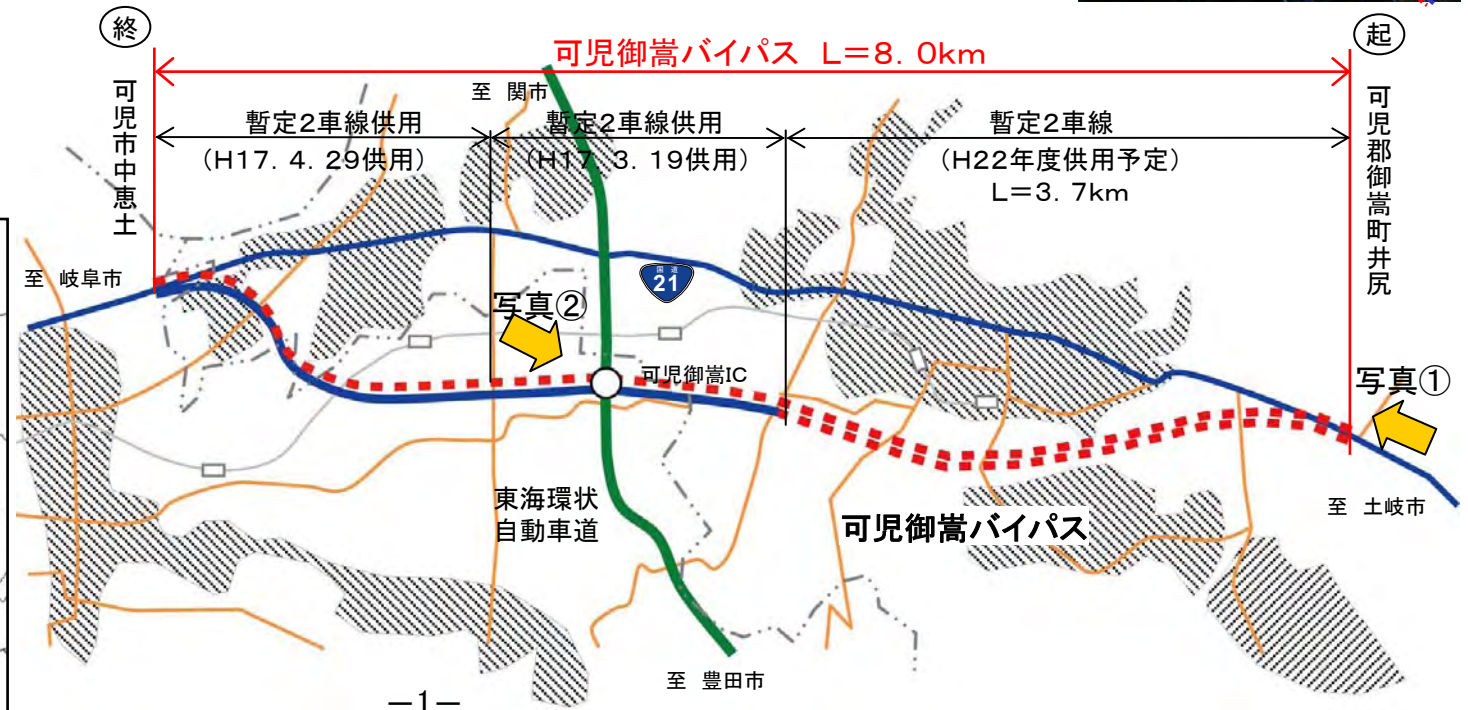 終
起
可児御嵩バイパス L=8.0km
可児市中恵土
可児郡御嵩町井尻
至 関市
暫定2車線供用
(H17.4.29供用)
暫定2車線供用
(H17.3.19供用)
暫定2車線
(H22年度供用予定)
L=3.7km
至 岐阜市
国道
21
写真②
可児御嵩IC
写真①
東海環状
自動車道
可児御嵩バイパス
至 土岐市
至 豊田市
-1-